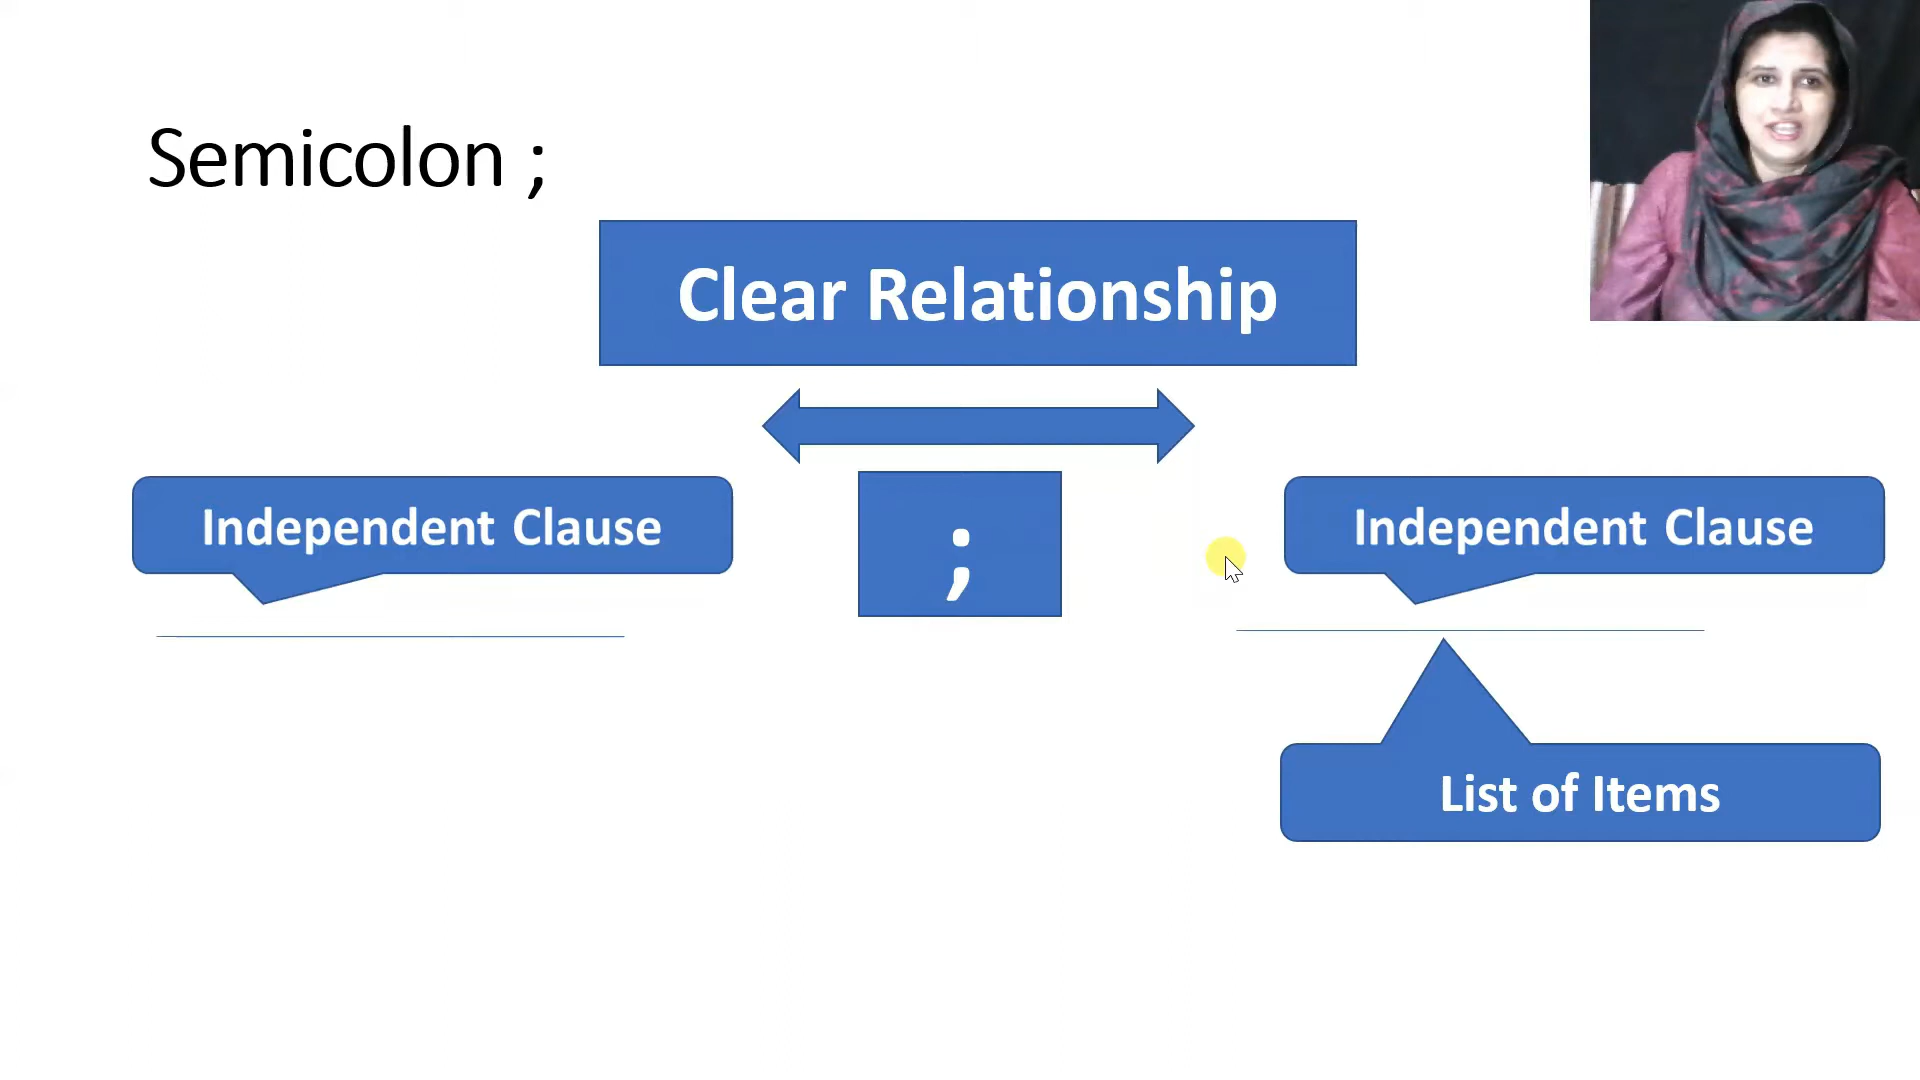 Semicolon ;
Clear Relationship
Independent Clause
;
Independent Clause
List of Items